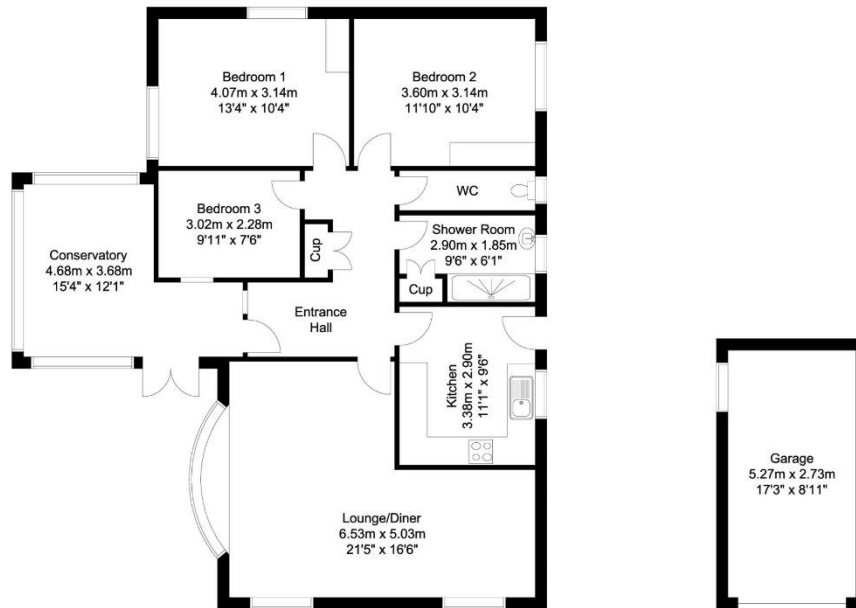 Bedroom 1
4.07m x 3.14m
13'4" x 10'4"
Bedroom 2
3.60m x 3.14m
11'10" x 10'4"
WC
Bedroom 3
3.02m x 2.28m
9'11" x 7'6"
Shower Room
2.90m x 1.85m
9'6" x 6'1"
Cup
Conservatory
4.68m x 3.68m
15'4" x 12'1"
Cup
Entrance
Hall
Kitchen
3.38m x 2.90m
11'1" x 9'6"
Garage
5.27m x 2.73m
17'3" x 8'11"
Lounge/Diner
6.53m x 5.03m
21'5" x 16'6"